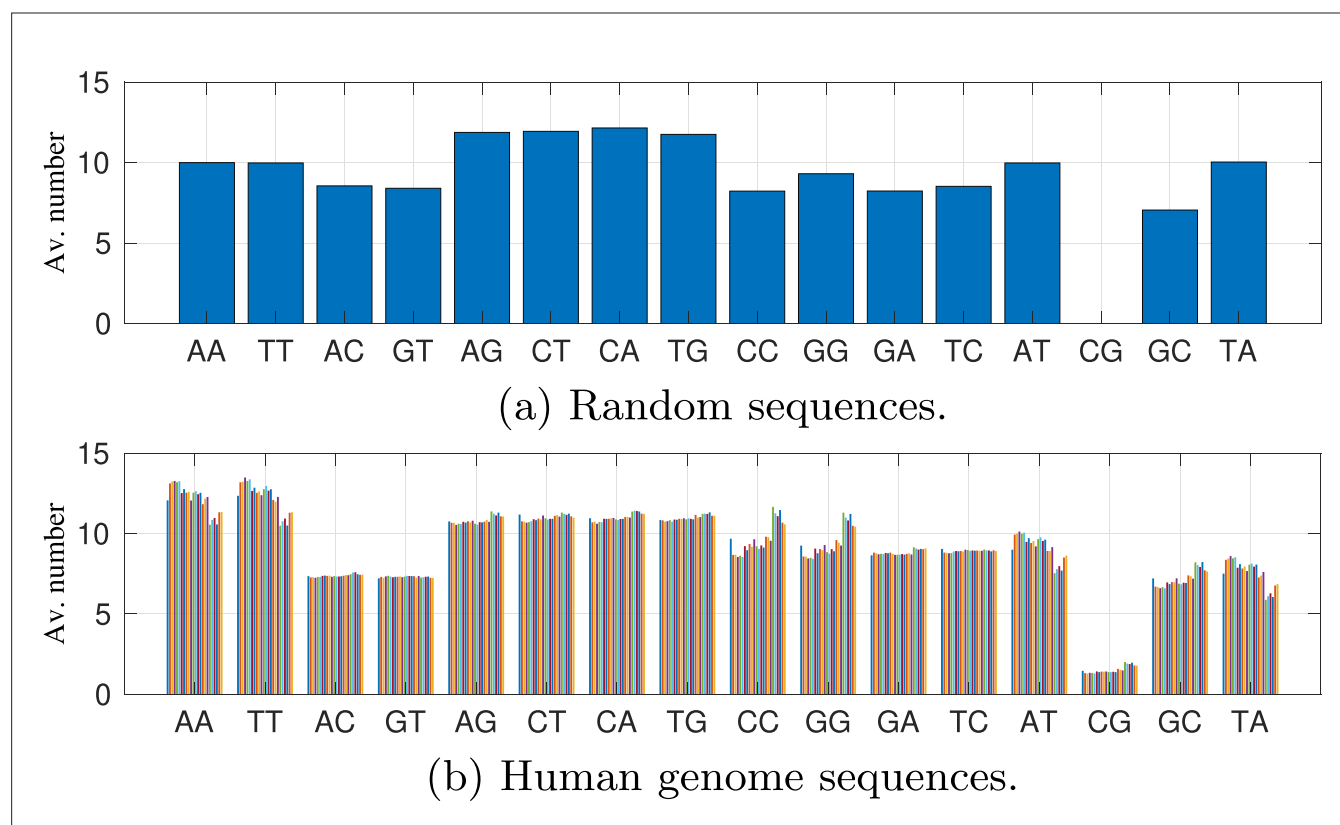 15
10
5
0
Av. number
AA TT AC GT AG CT CA TG CC GG GA TC AT CG GC TA
(a) Random sequences.
15
10
5
0
Av. number
AA TT AC GT AG CT CA TG CC GG GA TC AT CG GC TA
(b) Human genome sequences.